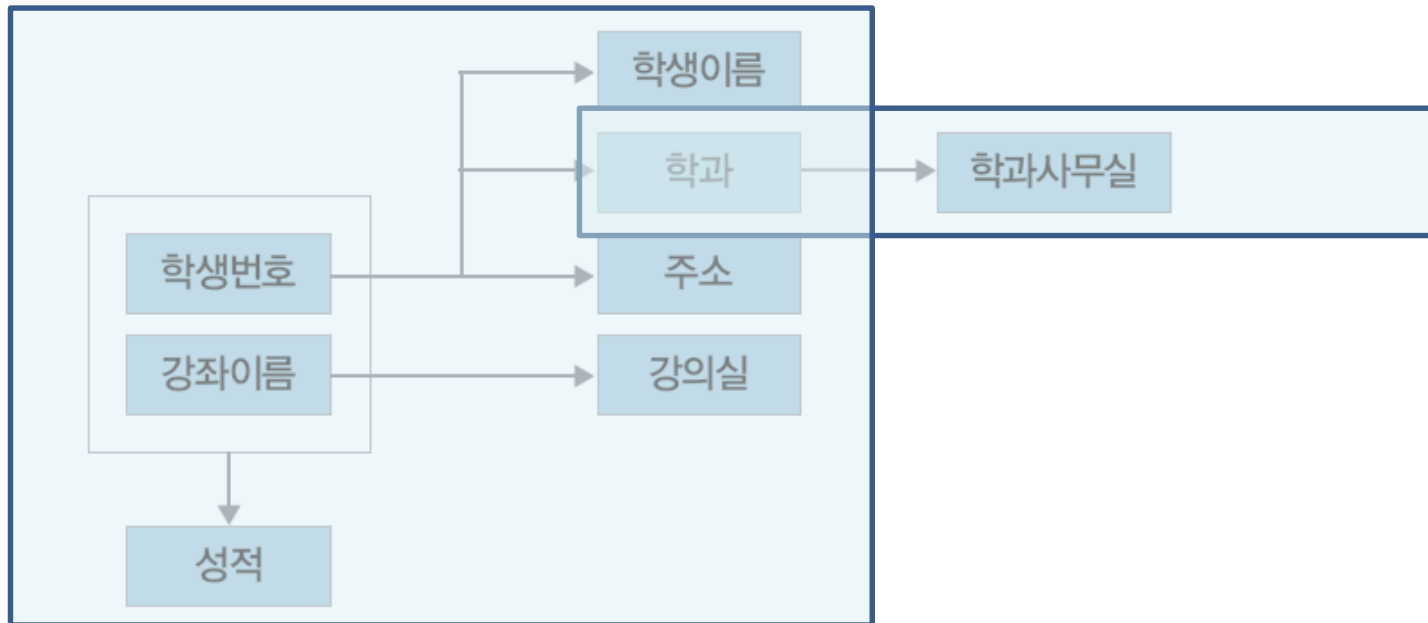 학생이름
학과
학과사무실
학생번호
주소
강좌이름
강의실
성적